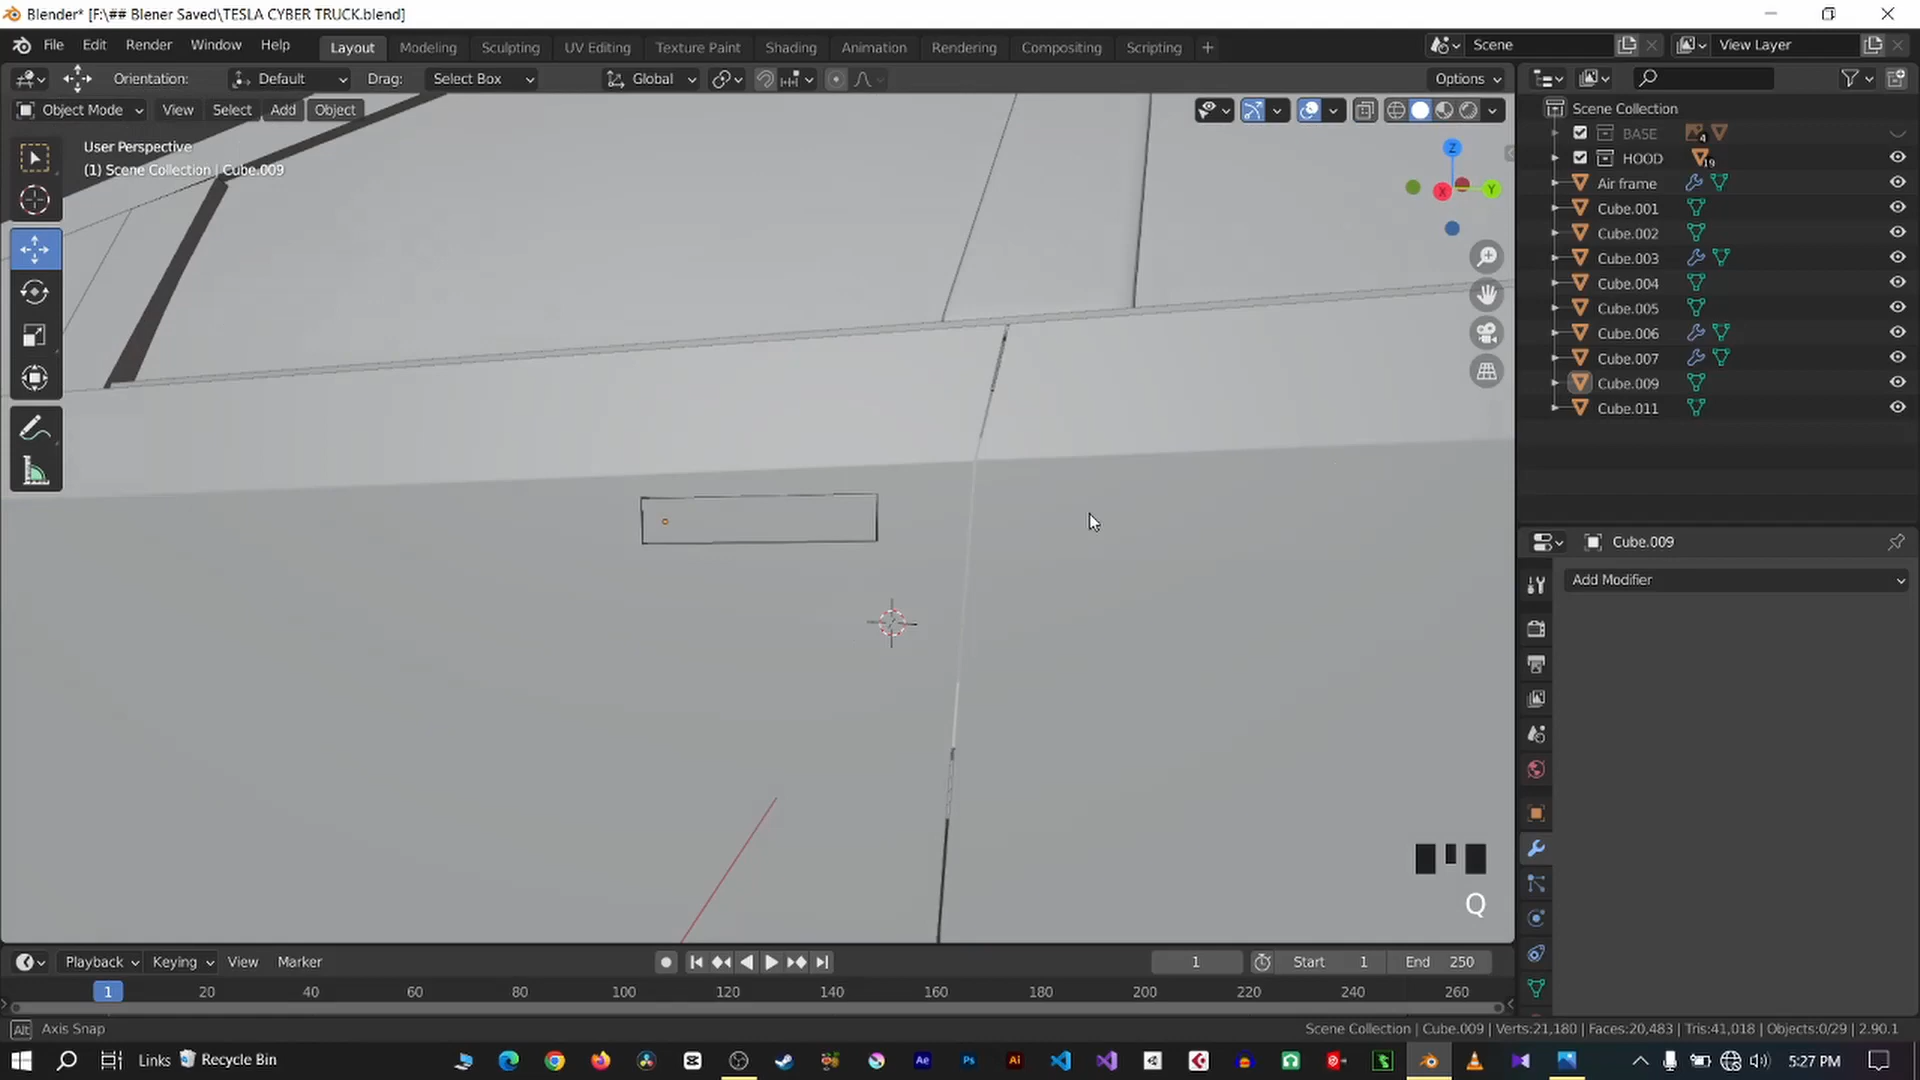 Blender* [F:\## Blener Saved\TESLA CYBER TRUCK.blend]
File Edit Render Window Help Layout Modeling Sculpting UV Editing Texture Paint Shading Animation Rendering Compositing Scripting + Scene View Layer
Orientation: Default Drag: Select Box Global Options
Object Mode View Select Add Object
User Perspective
(1) Scene Collection | Cube.009
Z
Y
X
Scene Collection
BASE 4
HOOD 19
Air frame
Cube.001
Cube.002
Cube.003
Cube.004
Cube.005
Cube.006
Cube.007
Cube.009
Cube.011
Cube.009
Add Modifier
Q
Playback Keying View Marker 1 Start 1 End 250
1 20 40 60 80 100 120 140 160 180 200 220 240 260
Alt Axis Snap
Scene Collection | Cube.009 | Verts:21,180 | Faces:20,483 | Tris:41,018 | Objects:0/29 | 2.90.1
Links Recycle Bin Ae Ps Ai 5:27 PM